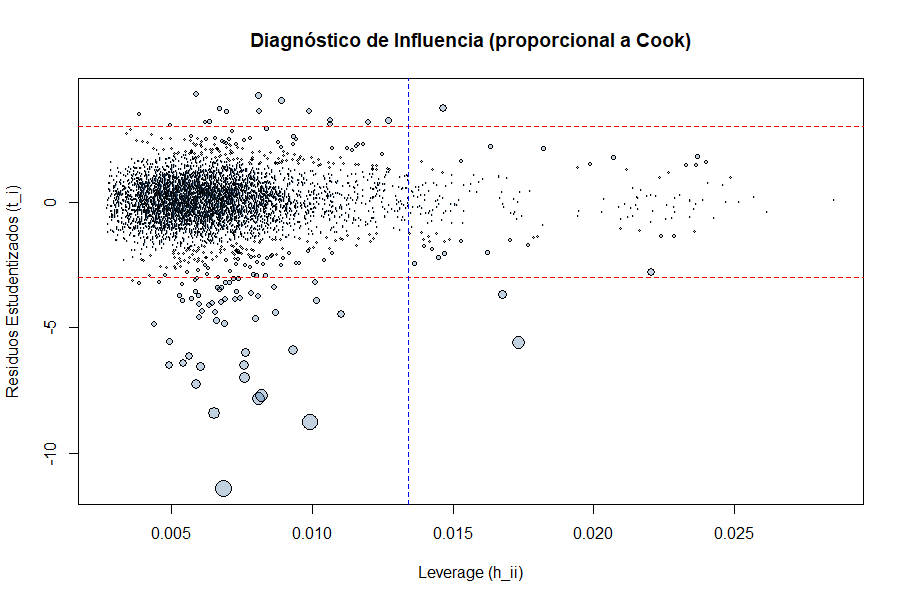 Diagnóstico de Influencia (proporcional a Cook)
Residuos Estudentizados (t_i)
0
-5
-10
0.005 0.010 0.015 0.020 0.025
Leverage (h_ii)